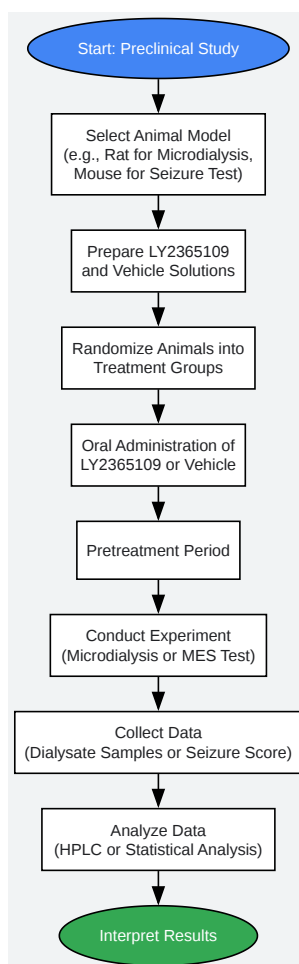 Start: Preclinical Study
Select Animal Model
(e.g., Rat for Microdialysis,
Mouse for Seizure Test)
Prepare LY2365109
and Vehicle Solutions
Randomize Animals into
Treatment Groups
Oral Administration of
LY2365109 or Vehicle
Pretreatment Period
Conduct Experiment
(Microdialysis or MES Test)
Collect Data
(Dialysate Samples or Seizure Score)
Analyze Data
(HPLC or Statistical Analysis)
Interpret Results